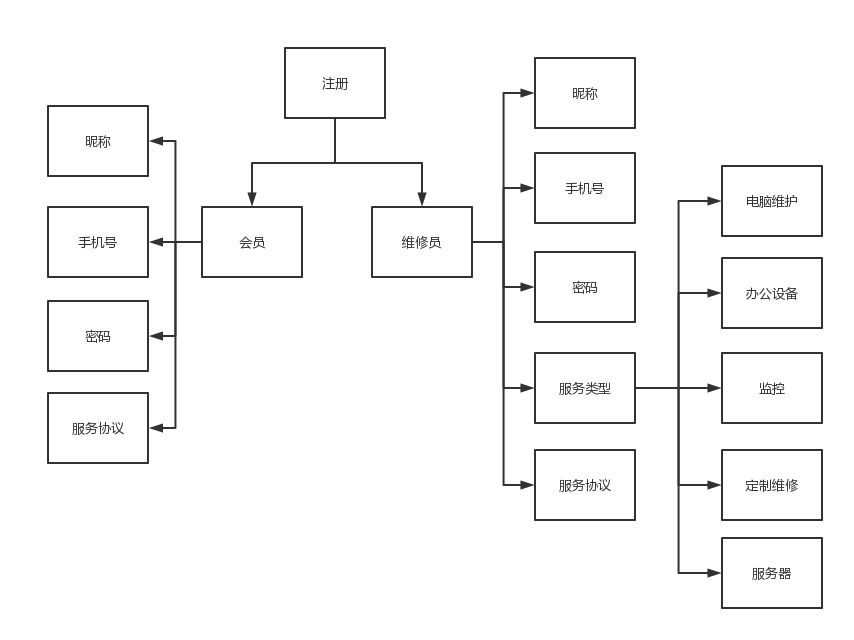 注册
会员
昵称
手机号
密码
服务协议
维修员
昵称
手机号
密码
服务类型
服务协议
电脑维护
办公设备
监控
定制维修
服务器